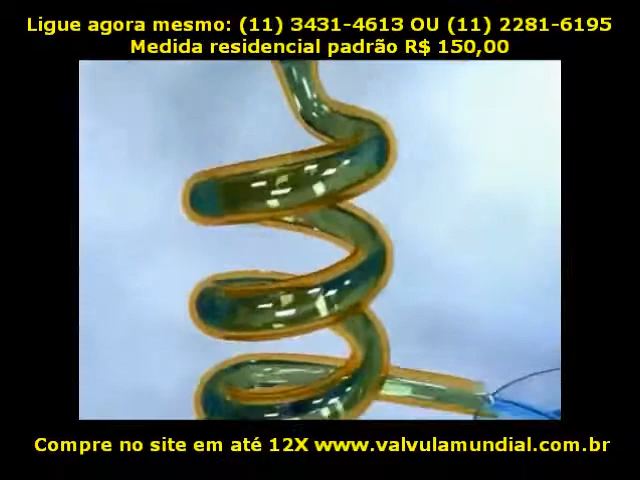 Ligue agora mesmo: (11) 3431-4613 OU (11) 2281-6195
Medida residencial padrão R$ 150,00
Compre no site em até 12X www.valvulamundial.com.br